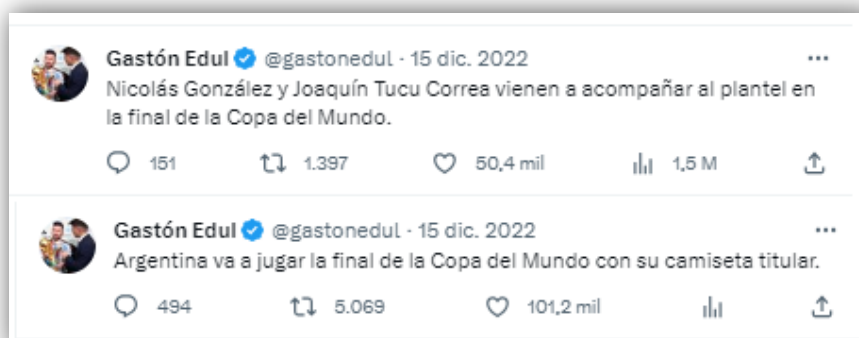 Gastón Edul @gastonedul · 15 dic. 2022
Nicolás González y Joaquín Tucu Correa vienen a acompañar al plantel en
la final de la Copa del Mundo.
151 1.397 50,4 mil 1,5 M
Gastón Edul @gastonedul · 15 dic. 2022
Argentina va a jugar la final de la Copa del Mundo con su camiseta titular.
494 5.069 101,2 mil